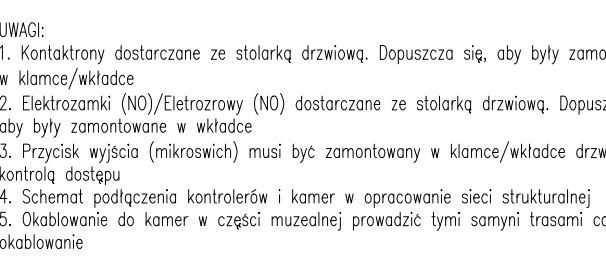 UWAGI:
1. Kontaktrony dostarczane ze stolarką drzwiową. Dopuszcza się, aby były zamo
w klamce/wkładce
2. Elektrozamki (NO)/Eletrozrowy (NO) dostarczane ze stolarką drzwiową. Dopusz
aby były zamontowane w wkładce
3. Przycisk wyjścia (mikroswich) musi być zamontowany w klamce/wkładce drzw
kontrolą dostępu
4. Schemat podłączenia kontrolerów i kamer w opracowanie sieci strukturalnej
5. Okablowanie do kamer w części muzealnej prowadzić tymi samyni trasami co
okablowanie